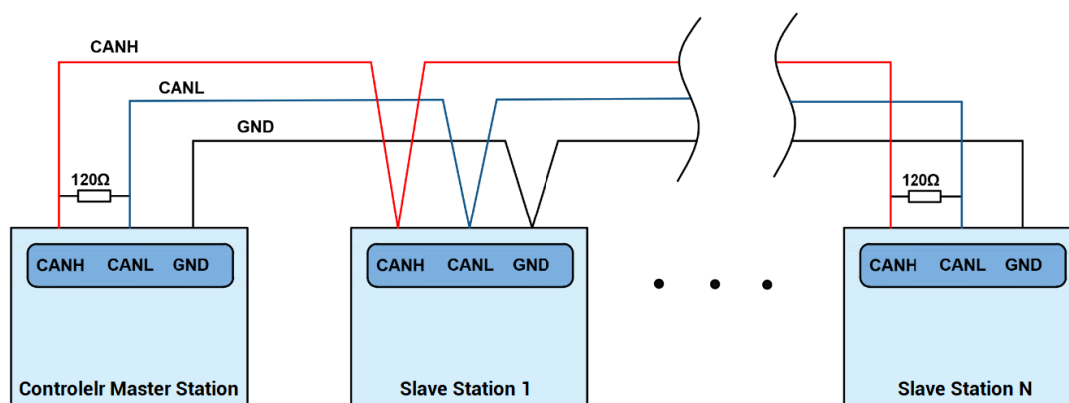 CANH
CANL
GND
120Ω
120Ω
CANH CANL GND
CANH CANL GND
CANH CANL GND
Controlelr Master Station
Slave Station 1
Slave Station N